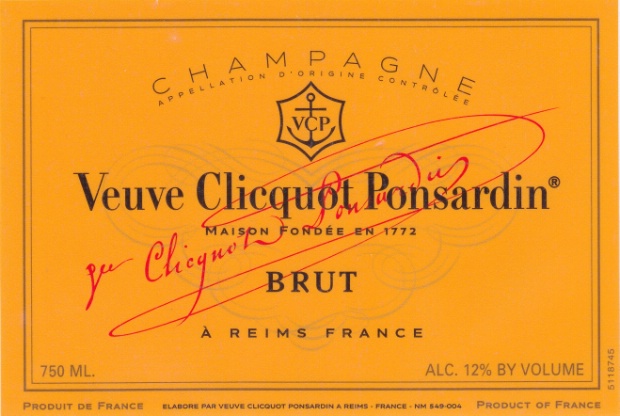 CHAMPAGNE
APPELLATION D'ORIGINE CONTRÔLÉE
VCP
Veuve Clicquot Ponsardin®
Clicquot Ponsardin
MAISON FONDÉE EN 1772
BRUT
À REIMS FRANCE
750 ML.
ALC. 12% BY VOLUME
5118745
PRODUIT DE FRANCE
ELABORE PAR VEUVE CLICQUOT PONSARDIN A REIMS - FRANCE - NM 549-004
PRODUCT OF FRANCE